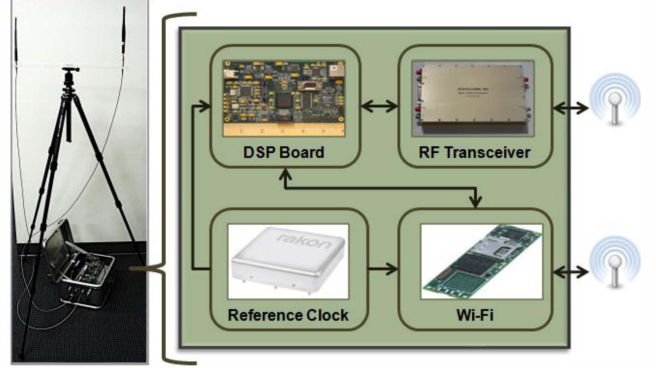 DSP Board
RF Transceiver
rakon
Reference Clock
Wi-Fi